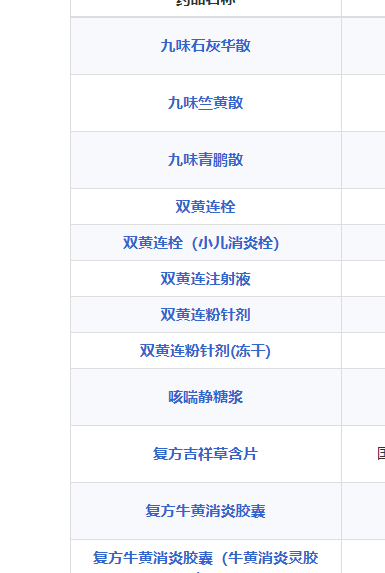 药品名称
九味石灰华散
九味竺黄散
九味青鹏散
双黄连栓
双黄连栓（小儿消炎栓）
双黄连注射液
双黄连粉针剂
双黄连粉针剂(冻干)
咳喘静糖浆
复方吉祥草含片
复方牛黄消炎胶囊
复方牛黄消炎胶囊（牛黄消炎灵胶